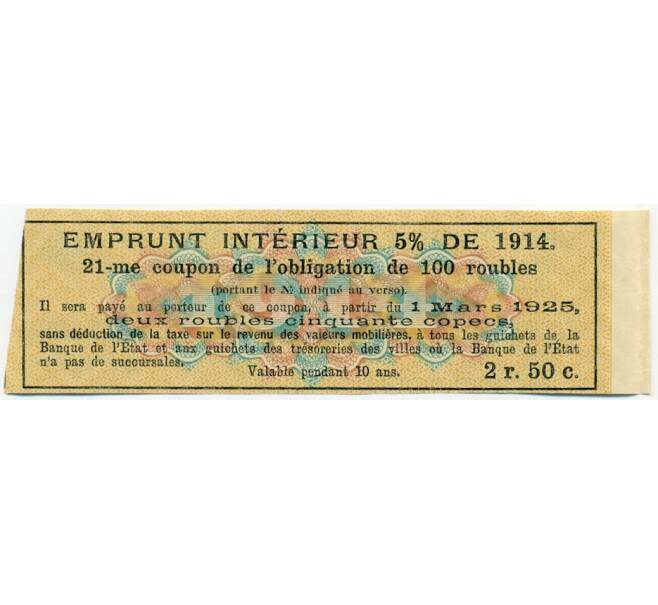 EMPRUNT INTÉRIEUR 5% DE 1914.
21-me coupon de l'obligation de 100 roubles
(portant le № indiqué au verso).
Il sera payé au porteur de ce coupon, à partir du 1 Mars 1925,
deux roubles cinquante copecs,
sans déduction de la taxe sur le revenu des valeurs mobilières, à tous les guichets de la
Banque de l'État et aux guichets des trésoreries des villes où la Banque de l'État
n'a pas de succursales.
Valable pendant 10 ans.
2 r. 50 c.